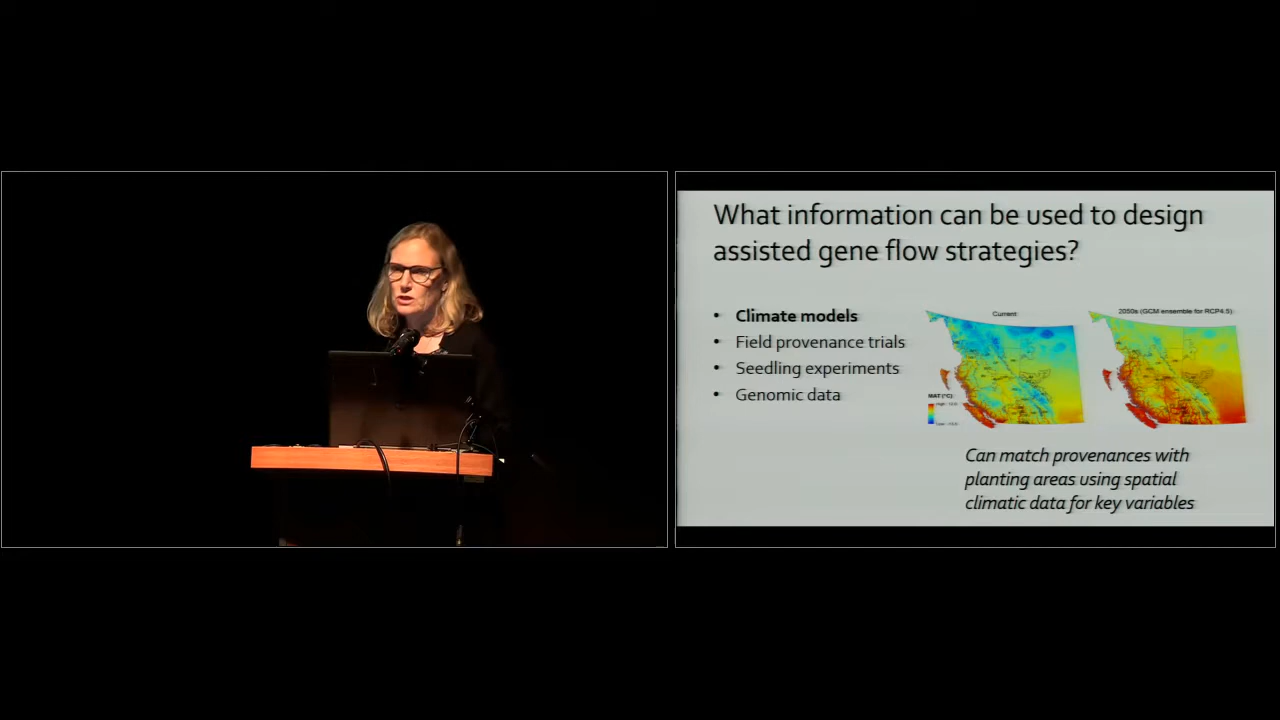 What information can be used to design
assisted gene flow strategies?
• Climate models
• Field provenance trials
• Seedling experiments
• Genomic data
Current
2050s (GCM ensemble for RCP4.5)
MAT (°C)
Can match provenances with
planting areas using spatial
climatic data for key variables